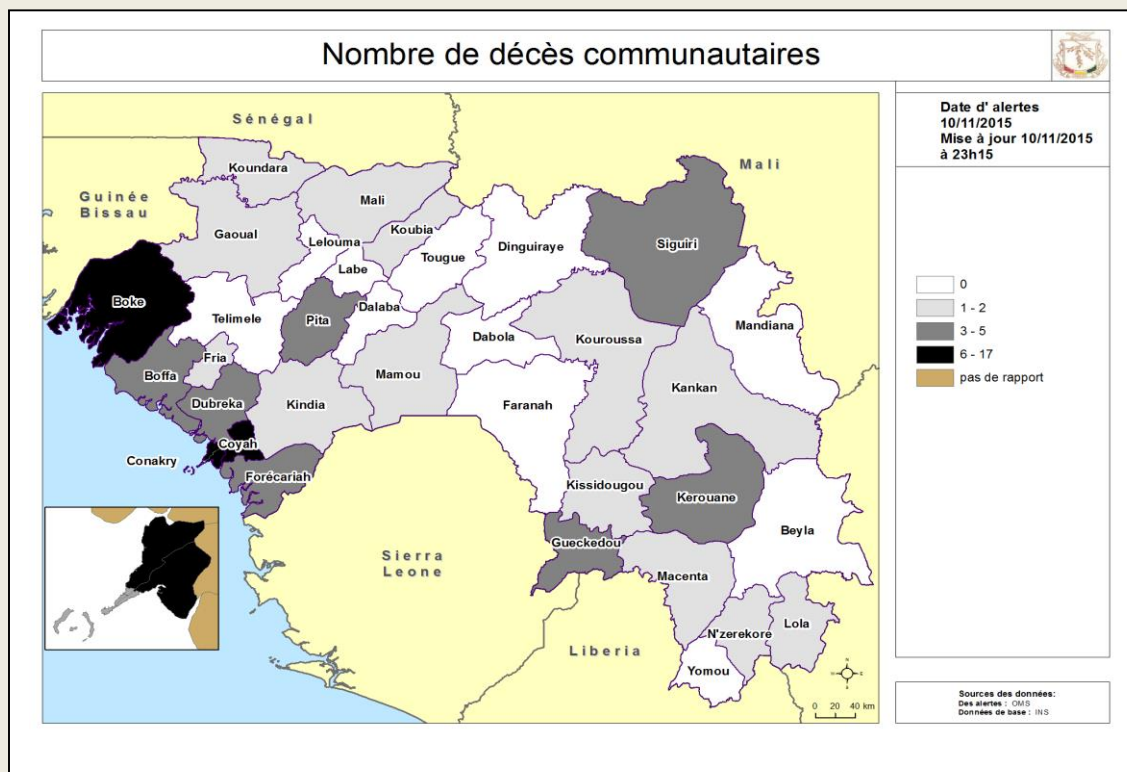 Nombre de décès communautaires
Date d' alertes
10/11/2015
Mise à jour 10/11/2015
à 23h15
Sénégal
Mali
Guinée
Bissau
Koundara
Mali
Gaoual
Koubia
Lelouma
Dinguiraye
Siguiri
Labe
Tougue
Boke
Telimele
Pita
Dalaba
Dabola
Kouroussa
Mandiana
Fria
Boffa
Mamou
Kankan
Dubreka
Kindia
Faranah
Coyah
Conakry
Forécariah
Kissidougou
Kerouane
Beyla
Gueckedou
Sierra
Leone
Macenta
N'zerekore
Lola
Liberia
Yomou
0
1 - 2
3 - 5
6 - 17
pas de rapport
0 20 40 km
Sources des données:
Des alertes : OMS
Données de base : INS